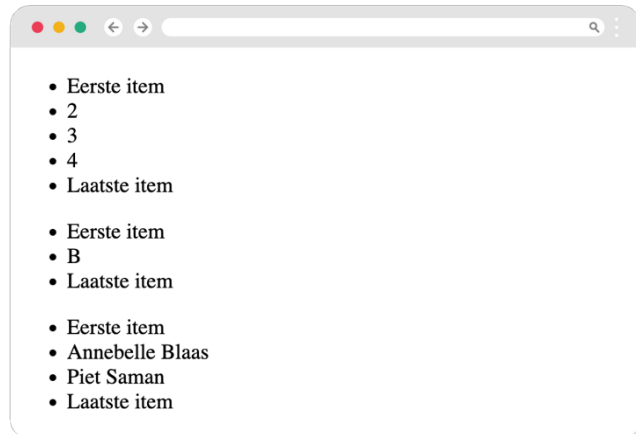 • Eerste item
• 2
• 3
• 4
• Laatste item
• Eerste item
• B
• Laatste item
• Eerste item
• Annebelle Blaas
• Piet Saman
• Laatste item